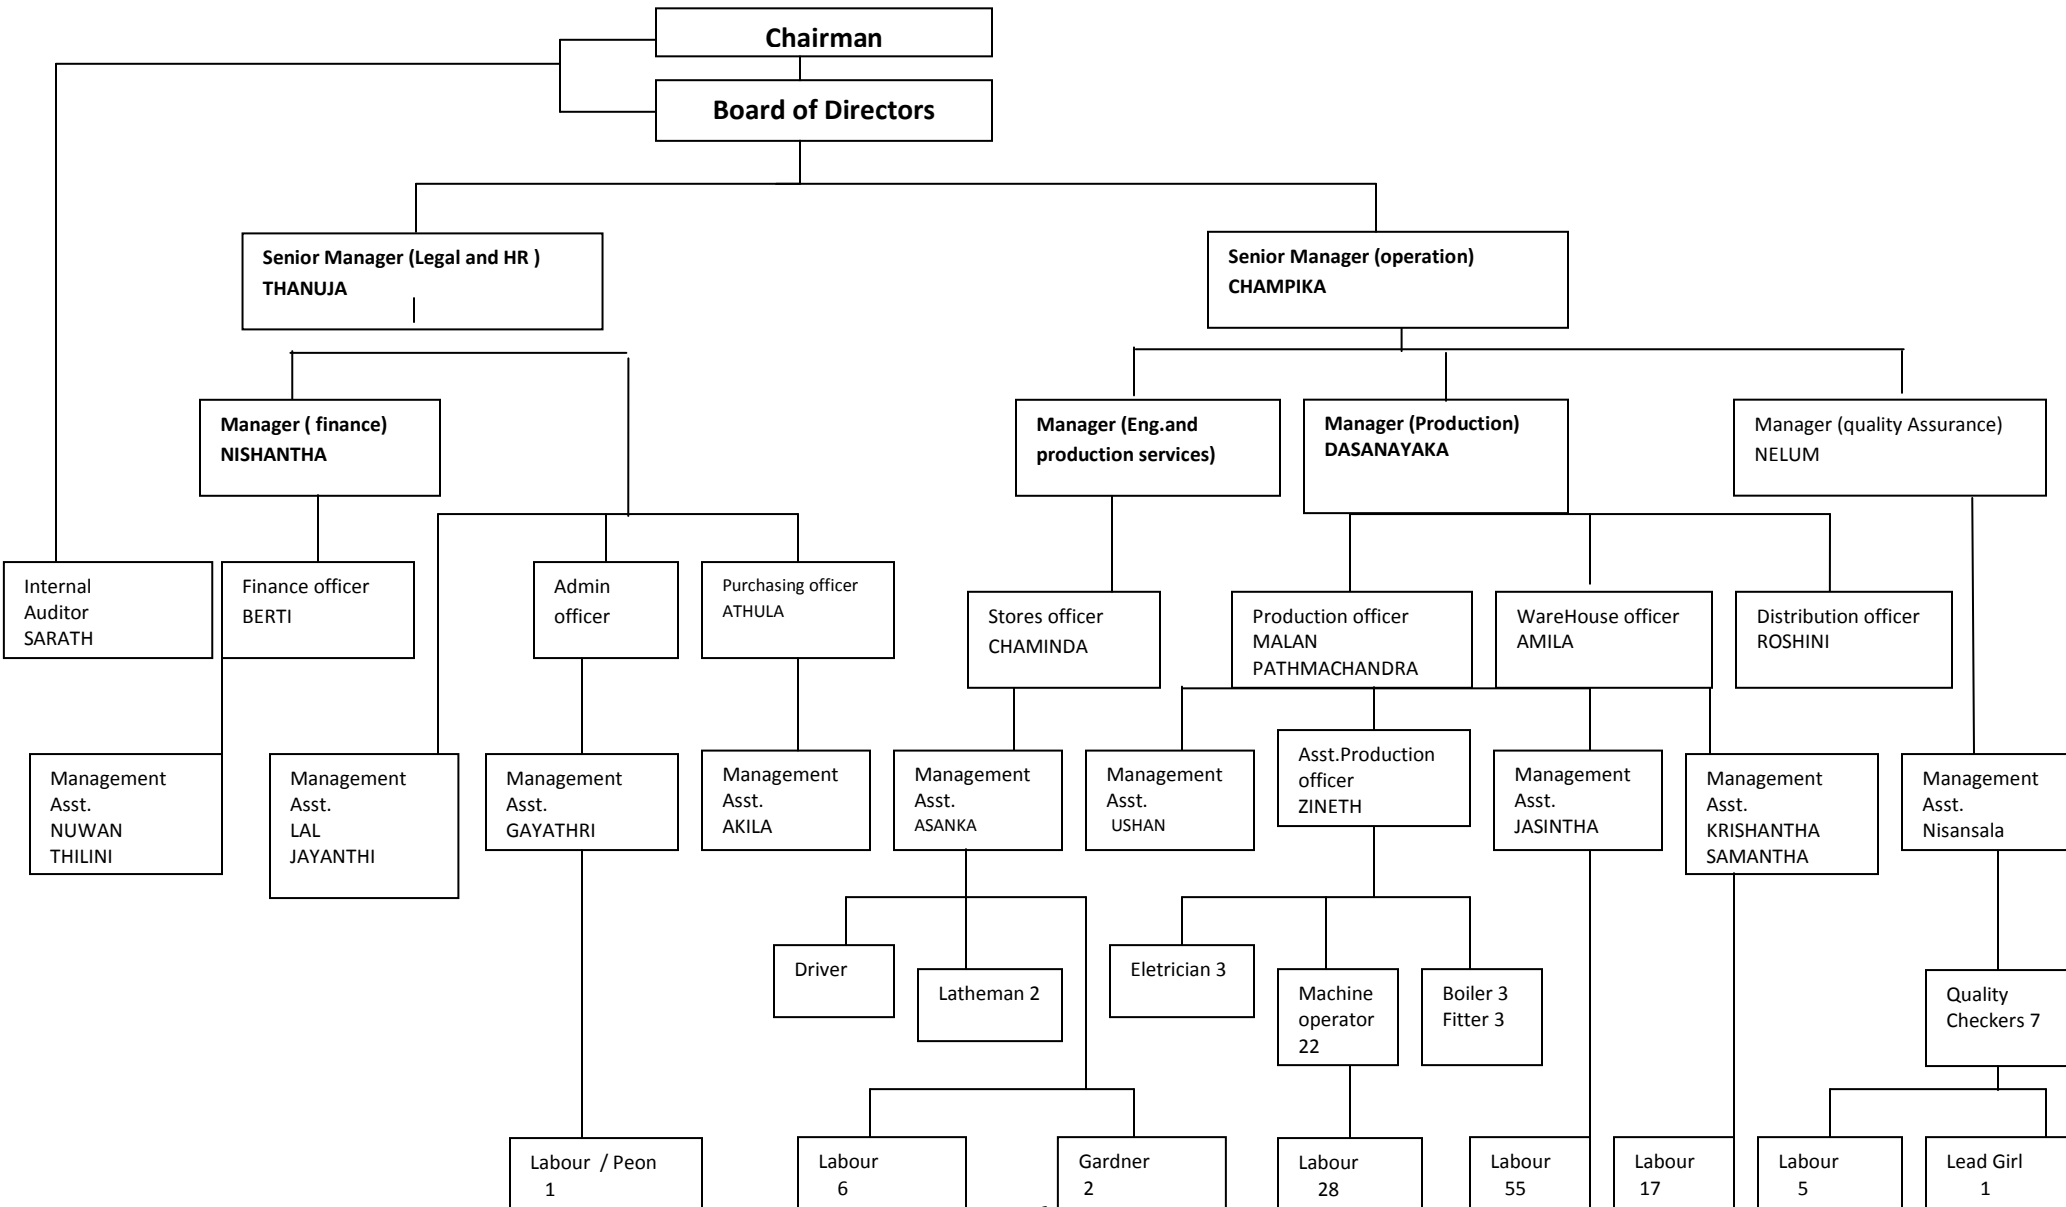 Chairman
Board of Directors
Senior Manager (Legal and HR )
THANUJA
Senior Manager (operation)
CHAMPIKA
Manager ( finance)
NISHANTHA
Manager (Eng.and
production services)
Manager (Production)
DASANAYAKA
Manager (quality Assurance)
NELUM
Internal
Auditor
SARATH
Finance officer
BERTI
Admin
officer
Purchasing officer
ATHULA
Stores officer
CHAMINDA
Production officer
MALAN
PATHMACHANDRA
WareHouse officer
AMILA
Distribution officer
ROSHINI
Management
Asst.
NUWAN
THILINI
Management
Asst.
LAL
JAYANTHI
Management
Asst.
GAYATHRI
Management
Asst.
AKILA
Management
Asst.
ASANKA
Management
Asst.
USHAN
Asst.Production
officer
ZINETH
Management
Asst.
JASINTHA
Management
Asst.
KRISHANTHA
SAMANTHA
Management
Asst.
Nisansala
Driver
Latheman 2
Eletrician 3
Machine
operator
22
Boiler 3
Fitter 3
Quality
Checkers 7
Labour / Peon
1
Labour
6
Gardner
2
Labour
28
Labour
55
Labour
17
Labour
5
Lead Girl
1